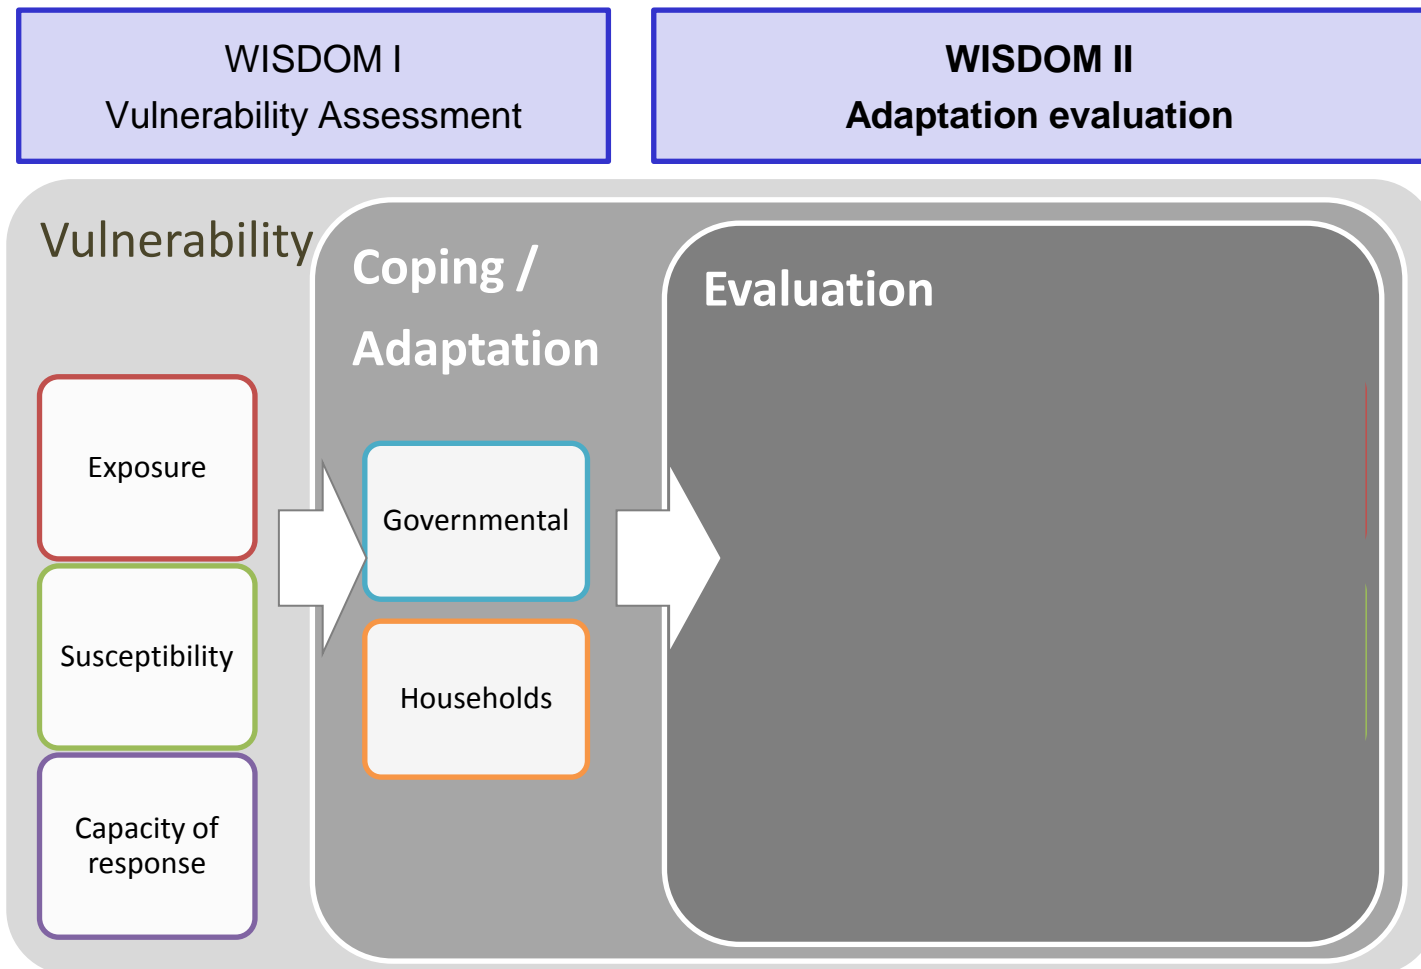 WISDOM I
Vulnerability Assessment
WISDOM II
Adaptation evaluation
Vulnerability
Exposure
Susceptibility
Capacity of
response
Coping /
Adaptation
Governmental
Households
Evaluation